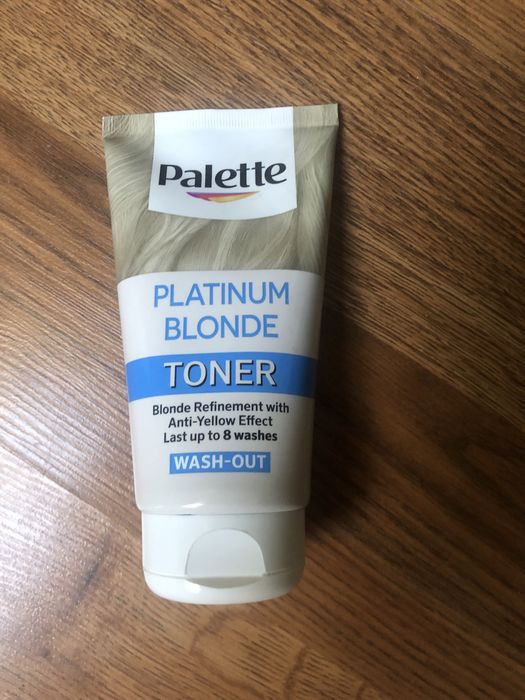 Palette
PLATINUM
BLONDE
TONER
Blonde Refinement with
Anti-Yellow Effect
Last up to 8 washes
WASH-OUT